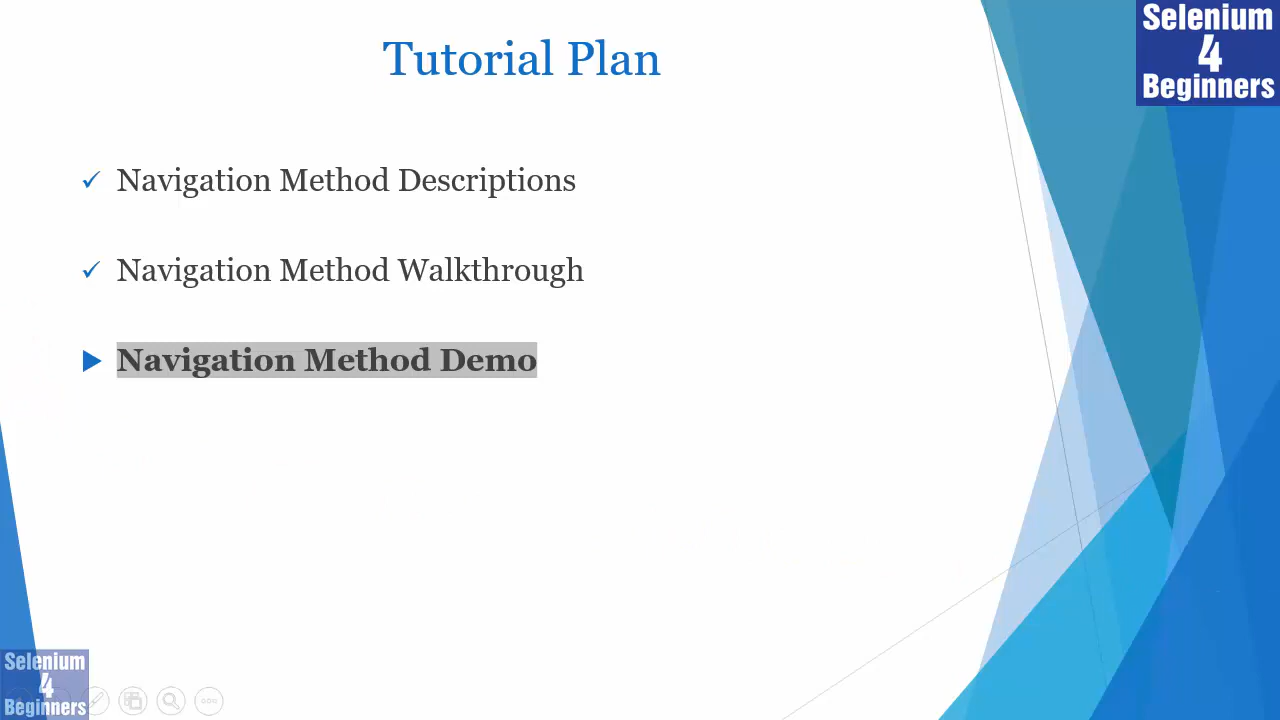 Selenium
4
Beginners
Tutorial Plan
Navigation Method Descriptions
Navigation Method Walkthrough
Navigation Method Demo
Selenium
4
Beginners